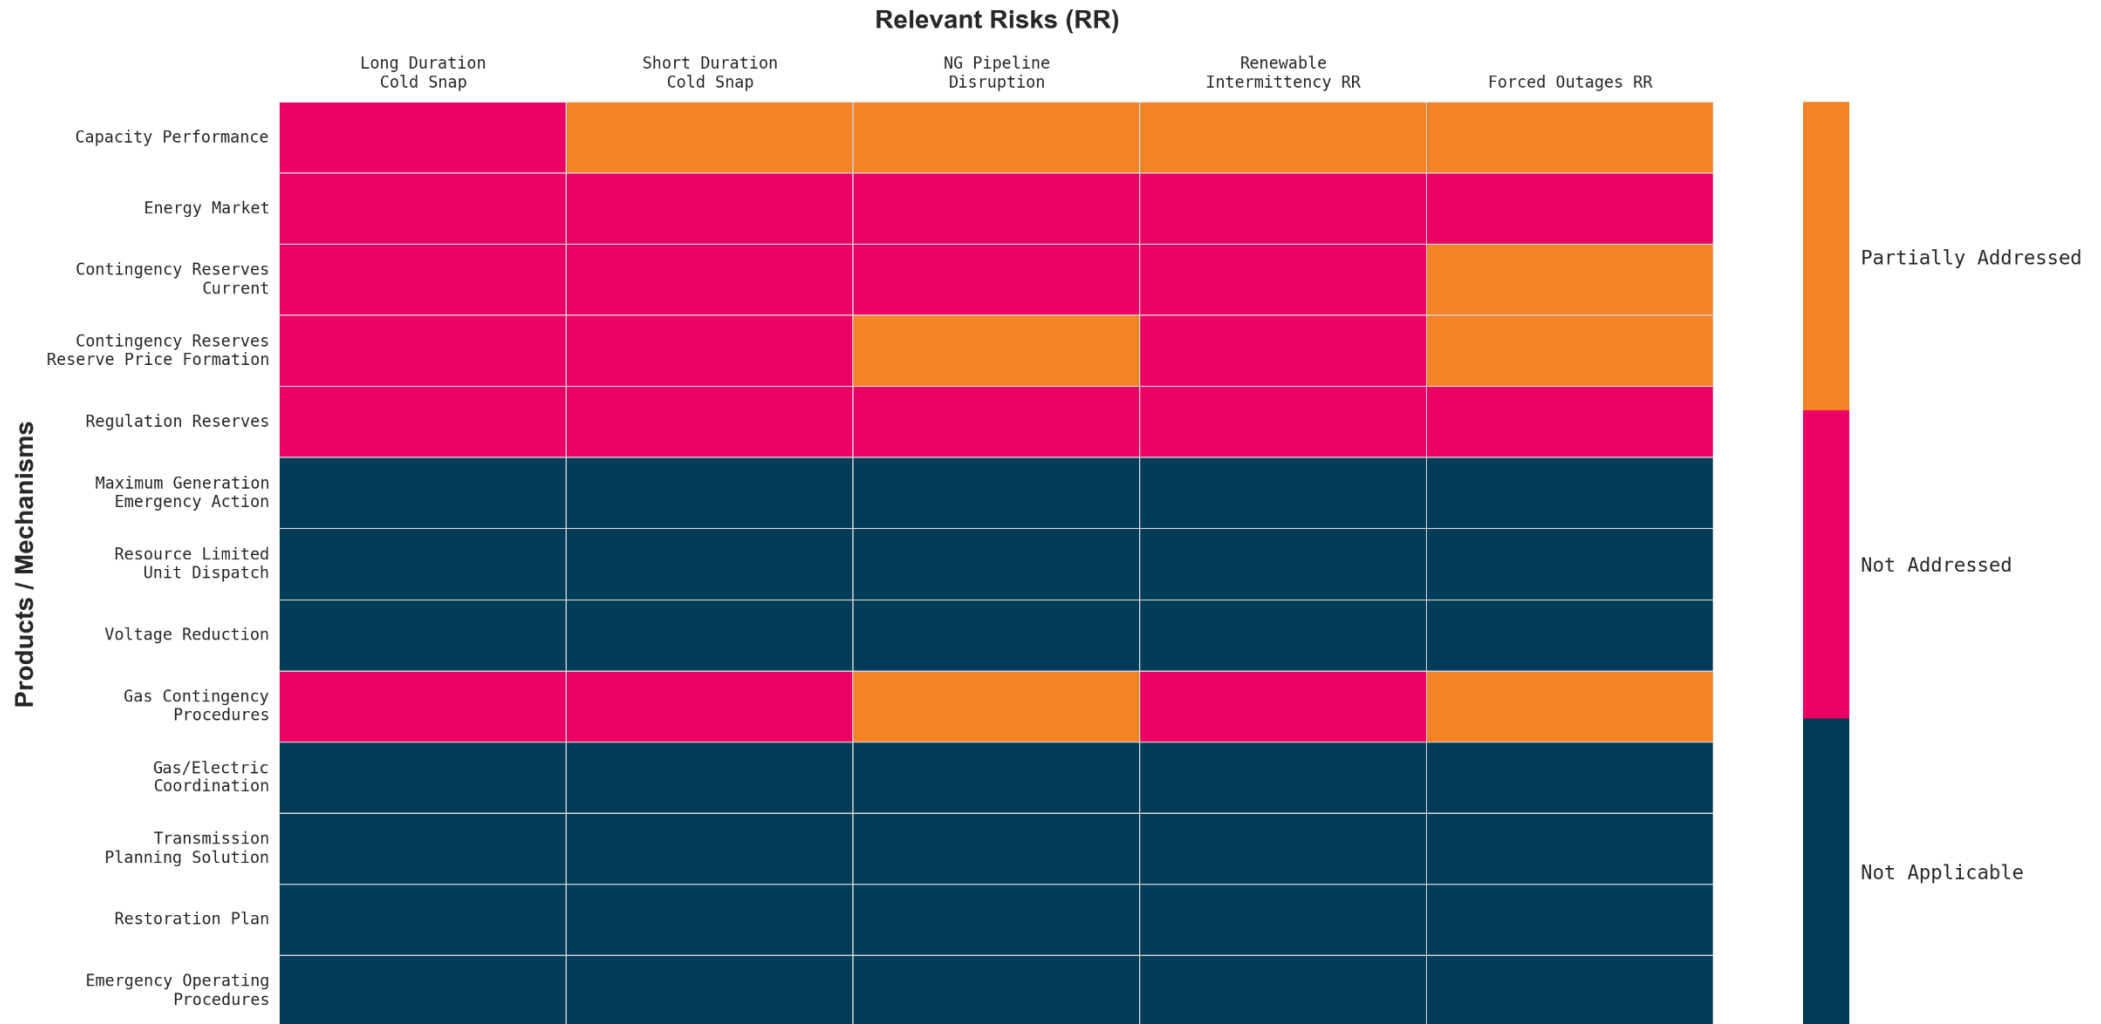 Relevant Risks (RR)
Long Duration
Cold Snap
Short Duration
Cold Snap
NG Pipeline
Disruption
Renewable
Intermittency RR
Forced Outages RR
Products / Mechanisms
Capacity Performance
Energy Market
Contingency Reserves
Current
Contingency Reserves
Reserve Price Formation
Regulation Reserves
Maximum Generation
Emergency Action
Resource Limited
Unit Dispatch
Voltage Reduction
Gas Contingency
Procedures
Gas/Electric
Coordination
Transmission
Planning Solution
Restoration Plan
Emergency Operating
Procedures
Partially Addressed
Not Addressed
Not Applicable